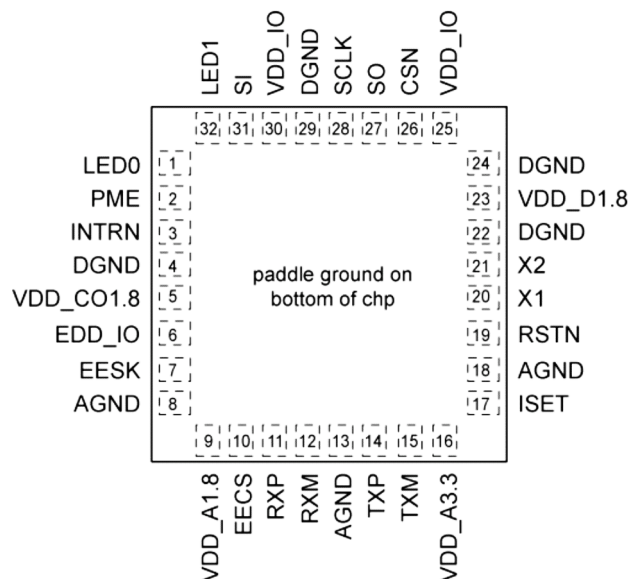 LED1
SI
VDD_IO
DGND
SCLK
SO
CSN
VDD_IO
32
31
30
29
28
27
26
25
LED0 1
PME 2
INTRN 3
DGND 4
VDD_CO1.8 5
EDD_IO 6
EESK 7
AGND 8
24 DGND
23 VDD_D1.8
22 DGND
21 X2
20 X1
19 RSTN
18 AGND
17 ISET
paddle ground on
bottom of chp
9
10
11
12
13
14
15
16
VDD_A1.8
EECS
RXP
RXM
AGND
TXP
TXM
VDD_A3.3